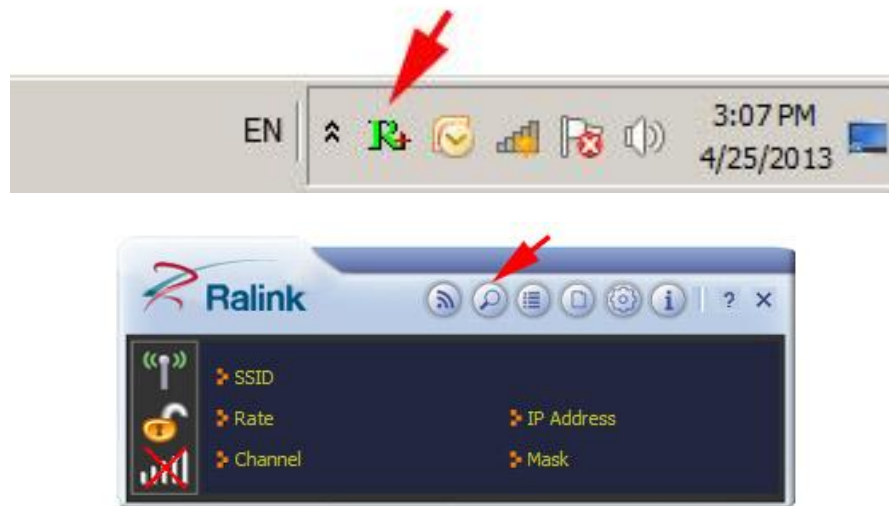 EN
3:07 PM
4/25/2013
Ralink
? ×
SSID
Rate
IP Address
Channel
Mask